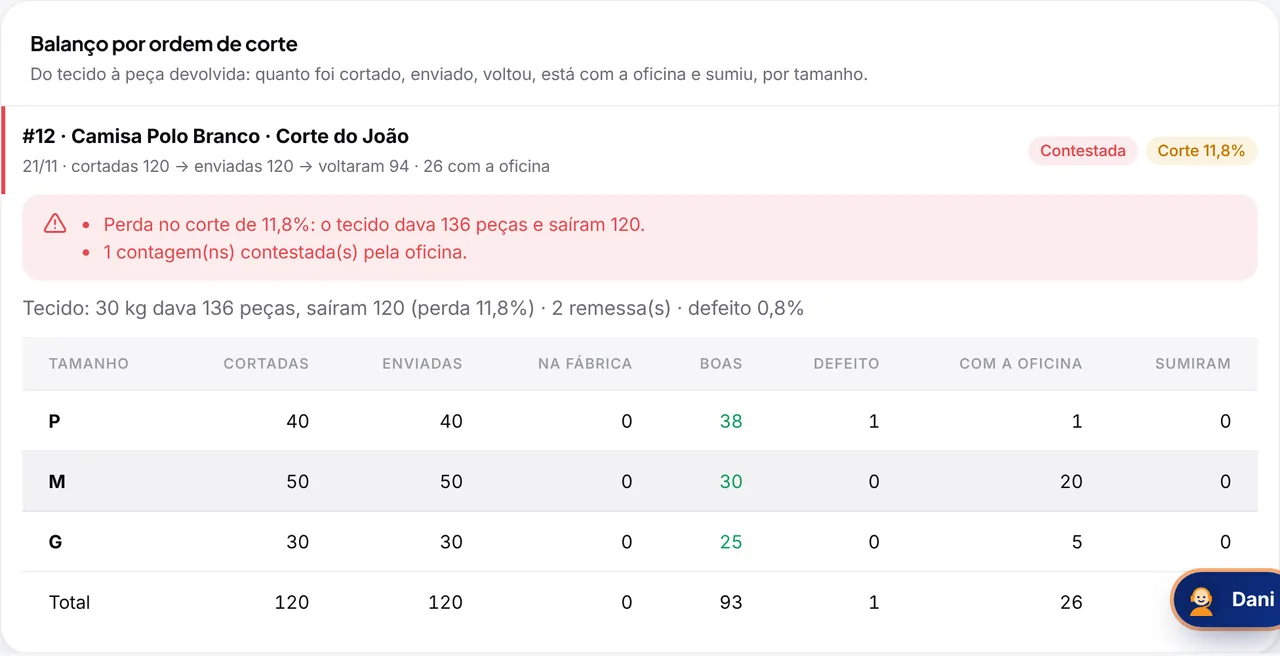 Balanço por ordem de corte
Do tecido à peça devolvida: quanto foi cortado, enviado, voltou, está com a oficina e sumiu, por tamanho.
#12 · Camisa Polo Branco · Corte do João
21/11 · cortadas 120 → enviadas 120 → voltaram 94 · 26 com a oficina
Contestada Corte 11,8%
• Perda no corte de 11,8%: o tecido dava 136 peças e saíram 120.
• 1 contagem(ns) contestada(s) pela oficina.
Tecido: 30 kg dava 136 peças, saíram 120 (perda 11,8%) · 2 remessa(s) · defeito 0,8%
TAMANHO CORTADAS ENVIADAS NA FÁBRICA BOAS DEFEITO COM A OFICINA SUMIRAM
P 40 40 0 38 1 1 0
M 50 50 0 30 0 20 0
G 30 30 0 25 0 5 0
Total 120 120 0 93 1 26
Dani